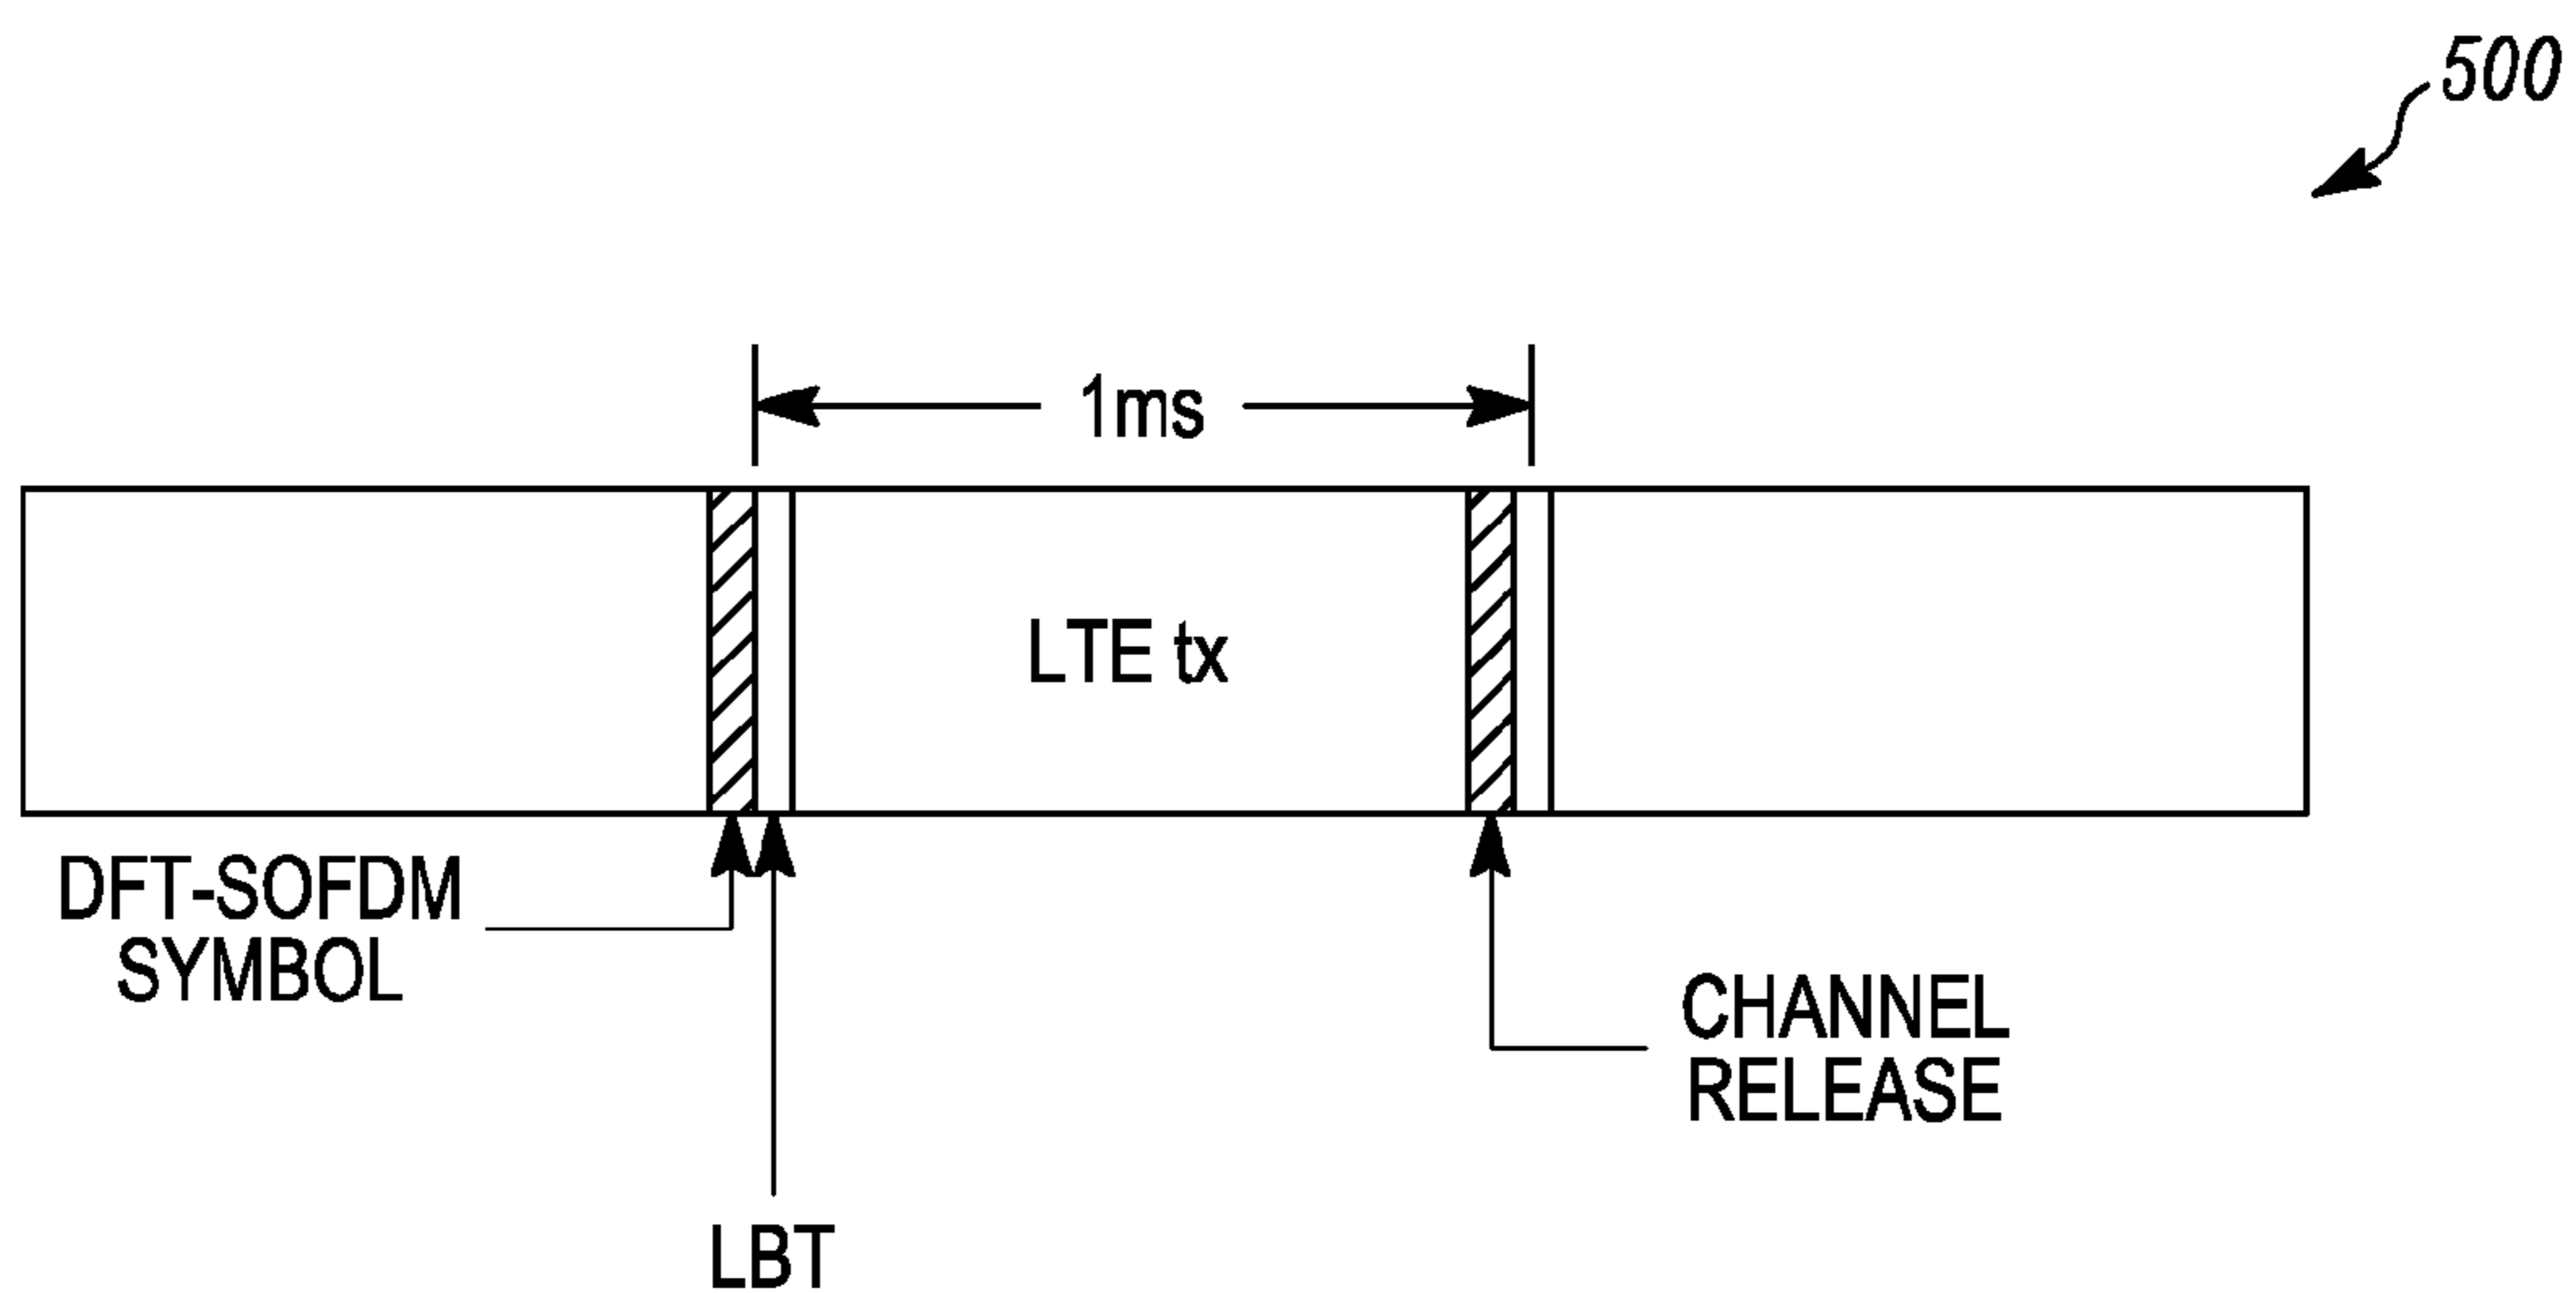 500
1ms
LTE tx
DFT-SOFDM
SYMBOL
CHANNEL
RELEASE
LBT